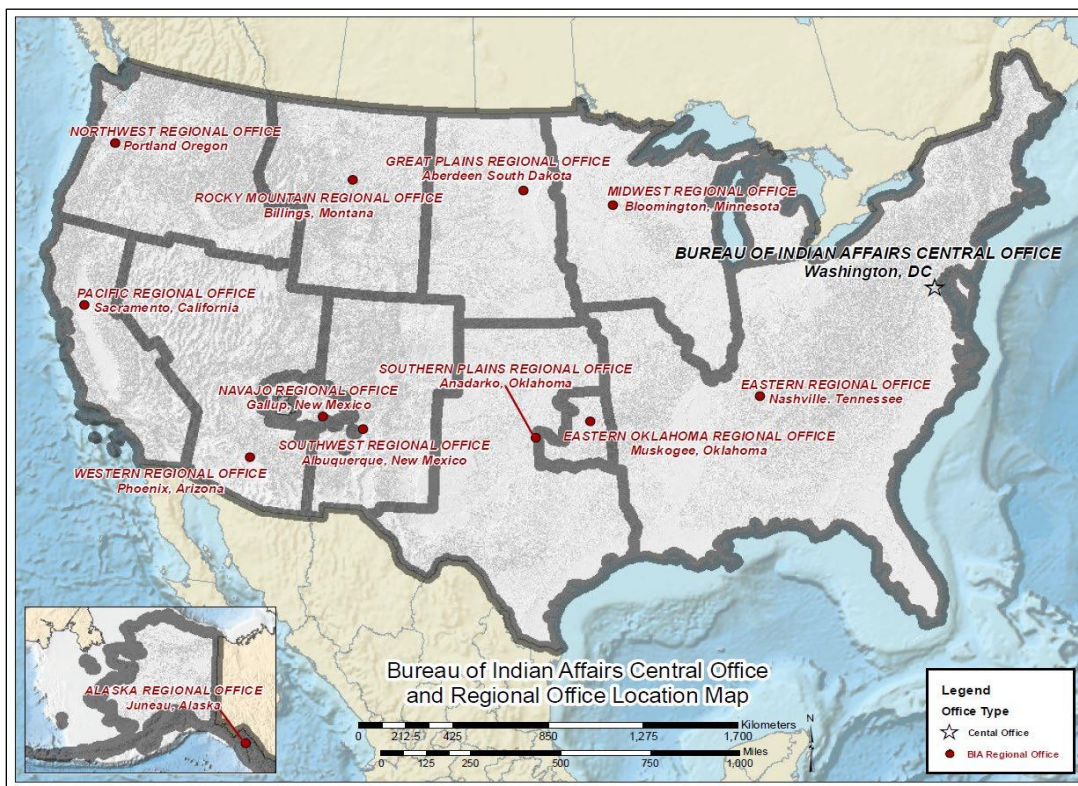 NORTHWEST REGIONAL OFFICE
Portland Oregon
GREAT PLAINS REGIONAL OFFICE
Aberdeen South Dakota
ROCKY MOUNTAIN REGIONAL OFFICE
Billings, Montana
MIDWEST REGIONAL OFFICE
Bloomington, Minnesota
BUREAU OF INDIAN AFFAIRS CENTRAL OFFICE
Washington, DC
PACIFIC REGIONAL OFFICE
Sacramento, California
SOUTHERN PLAINS REGIONAL OFFICE
Anadarko, Oklahoma
NAVAJO REGIONAL OFFICE
Gallup, New Mexico
EASTERN REGIONAL OFFICE
Nashville. Tennessee
SOUTHWEST REGIONAL OFFICE
Albuquerque, New Mexico
EASTERN OKLAHOMA REGIONAL OFFICE
Muskogee, Oklahoma
WESTERN REGIONAL OFFICE
Phoenix, Arizona
ALASKA REGIONAL OFFICE
Juneau, Alaska
Bureau of Indian Affairs Central Office
and Regional Office Location Map
Kilometers
0 212.5 425 850 1,275 1,700
Miles
0 125 250 500 750 1,000
N
Legend
Office Type
Cental Office
BIA Regional Office